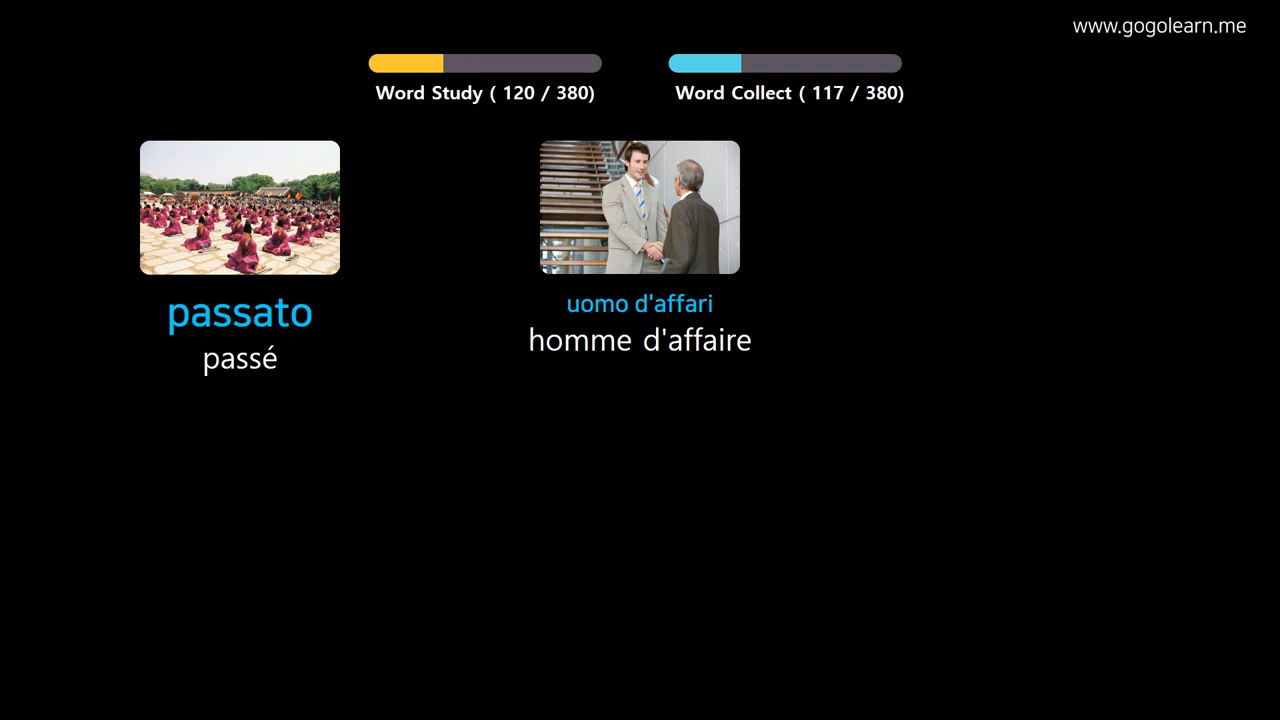 www.gogolearn.me
Word Study ( 120 / 380)
Word Collect ( 117 / 380)
passato
passé
uomo d'affari
homme d'affaire